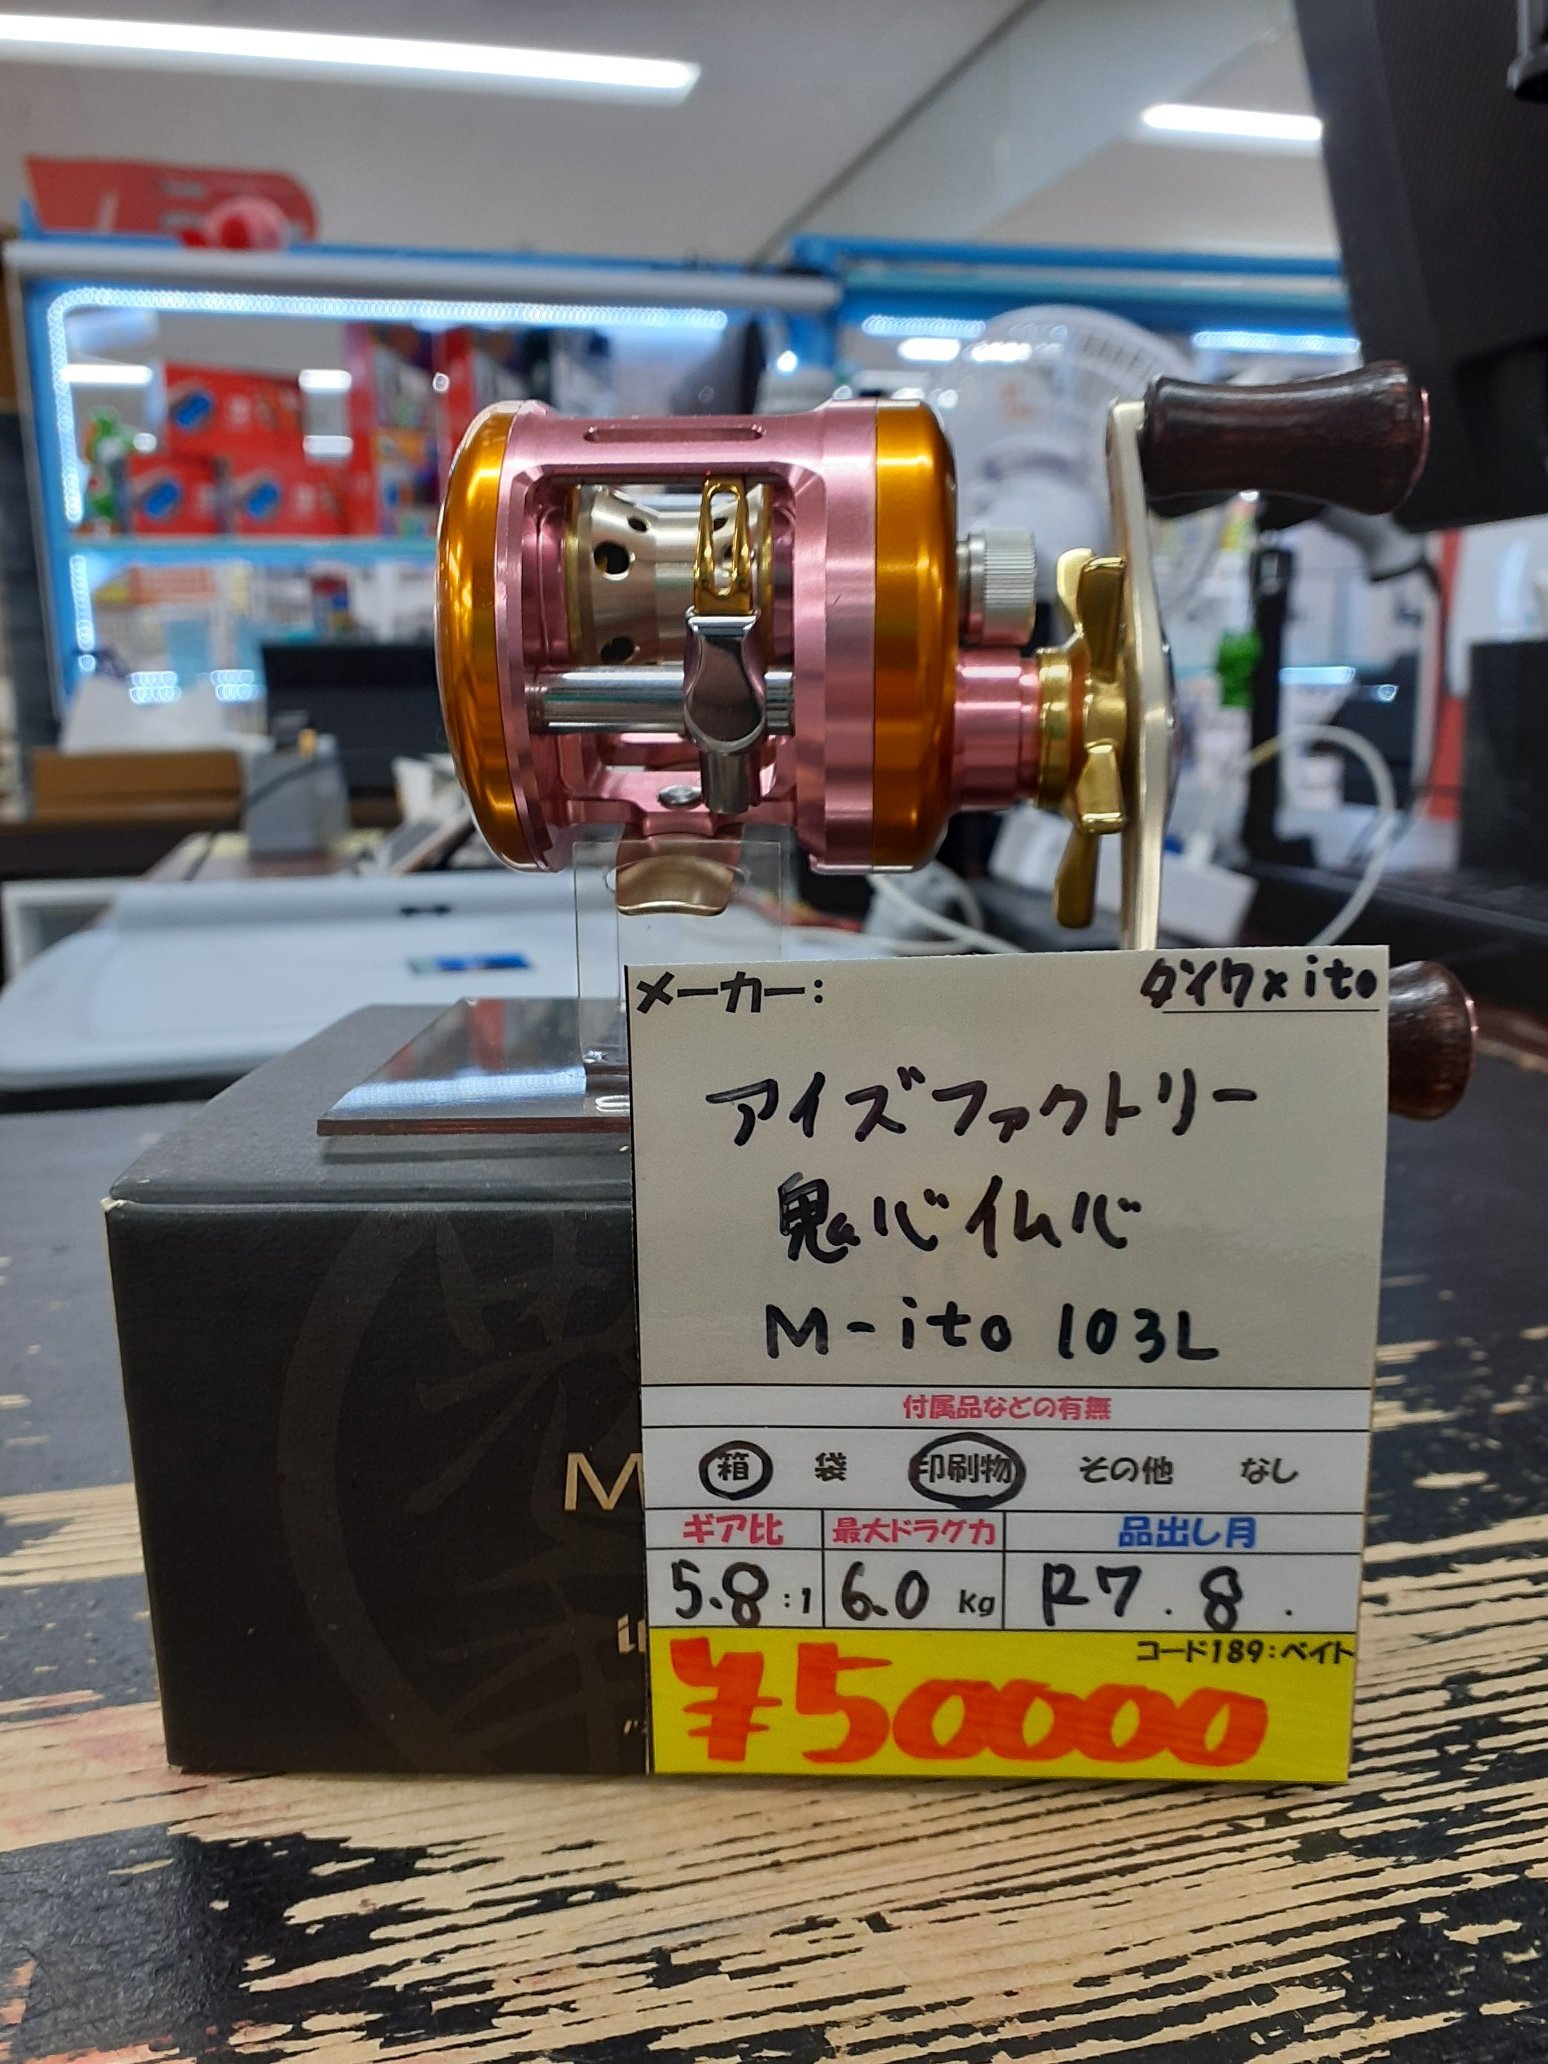 メーカー:
ダイワ×ito
アイズファクトリー
鬼心仏心
M-ito 103L
付属品などの有無
箱 袋 印刷物 その他 なし
ギア比 最大ドラグ力 品出し月
5.8:1 6.0Kg R7.8.
コード189:ベイト
¥50000
M